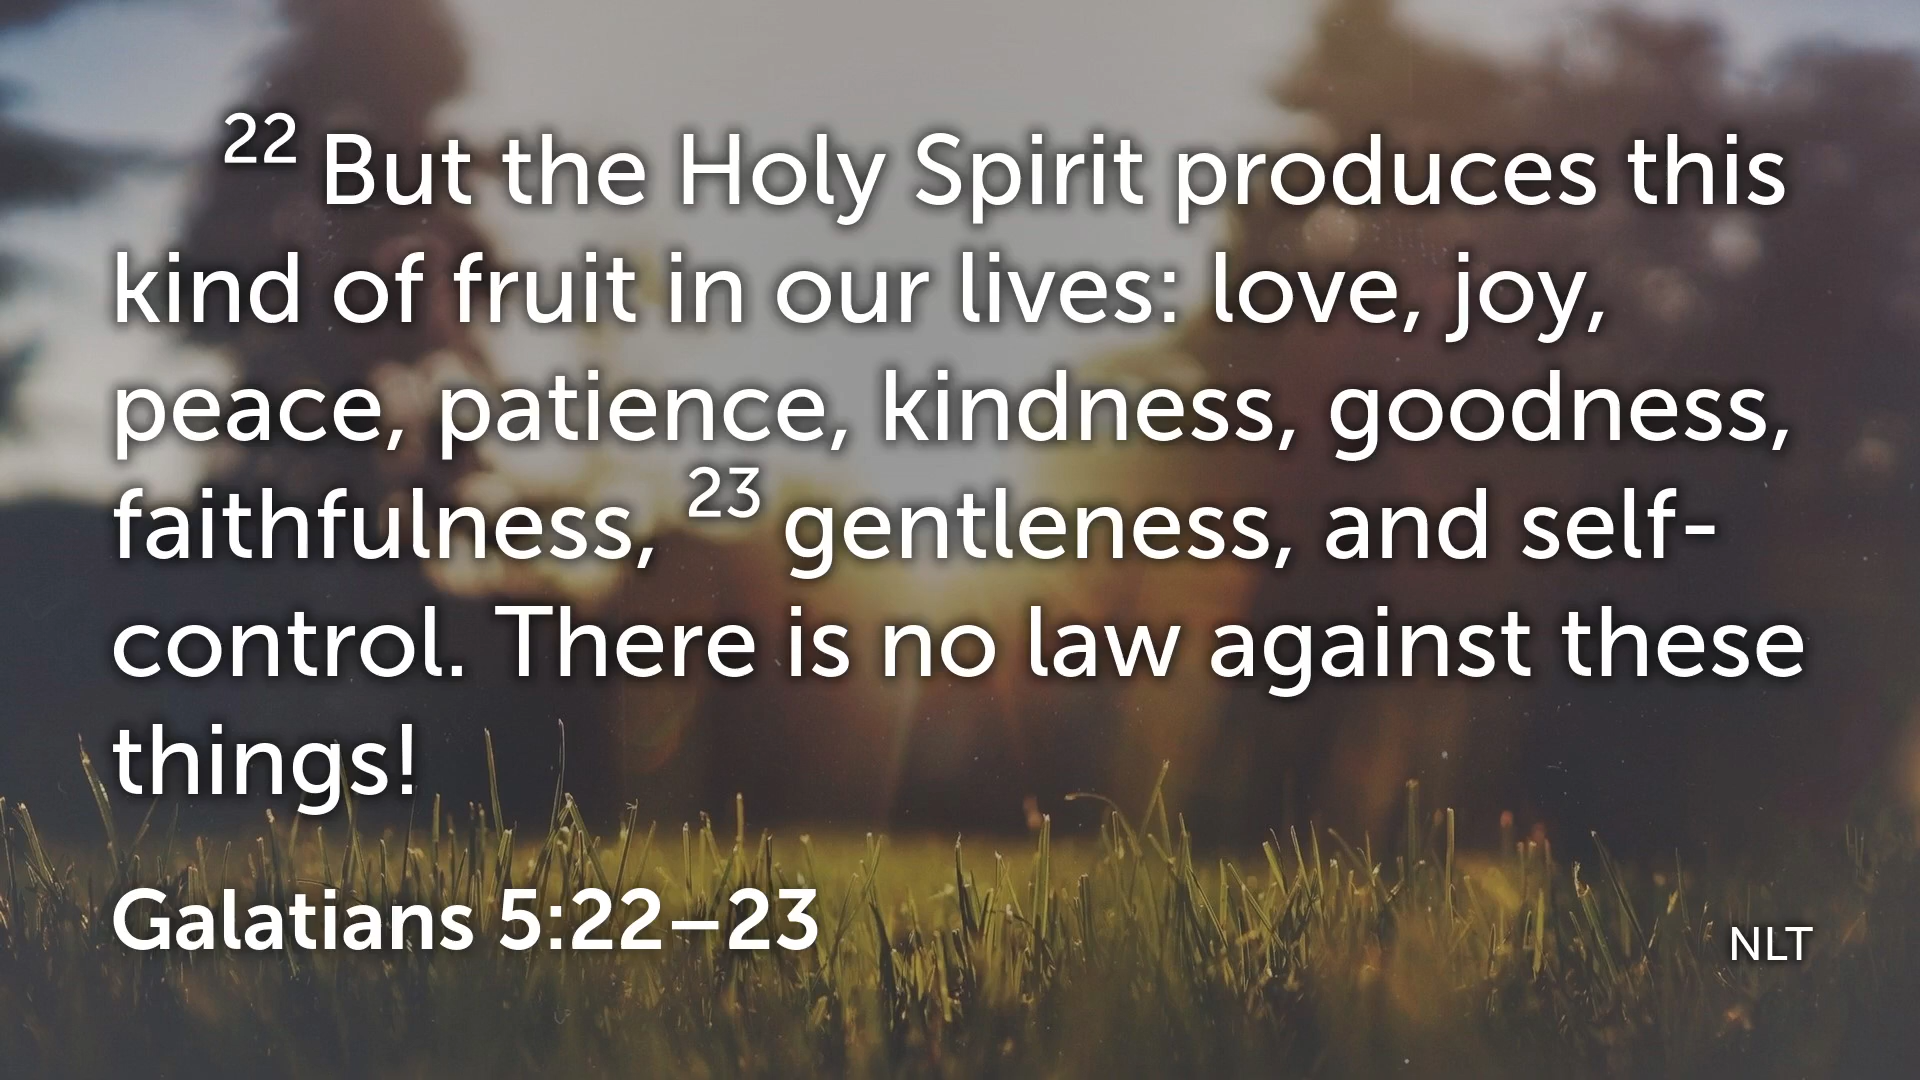 22 But the Holy Spirit produces this
kind of fruit in our lives: love, joy,
peace, patience, kindness, goodness,
faithfulness, 23 gentleness, and self-
control. There is no law against these
things!
Galatians 5:22–23
NLT